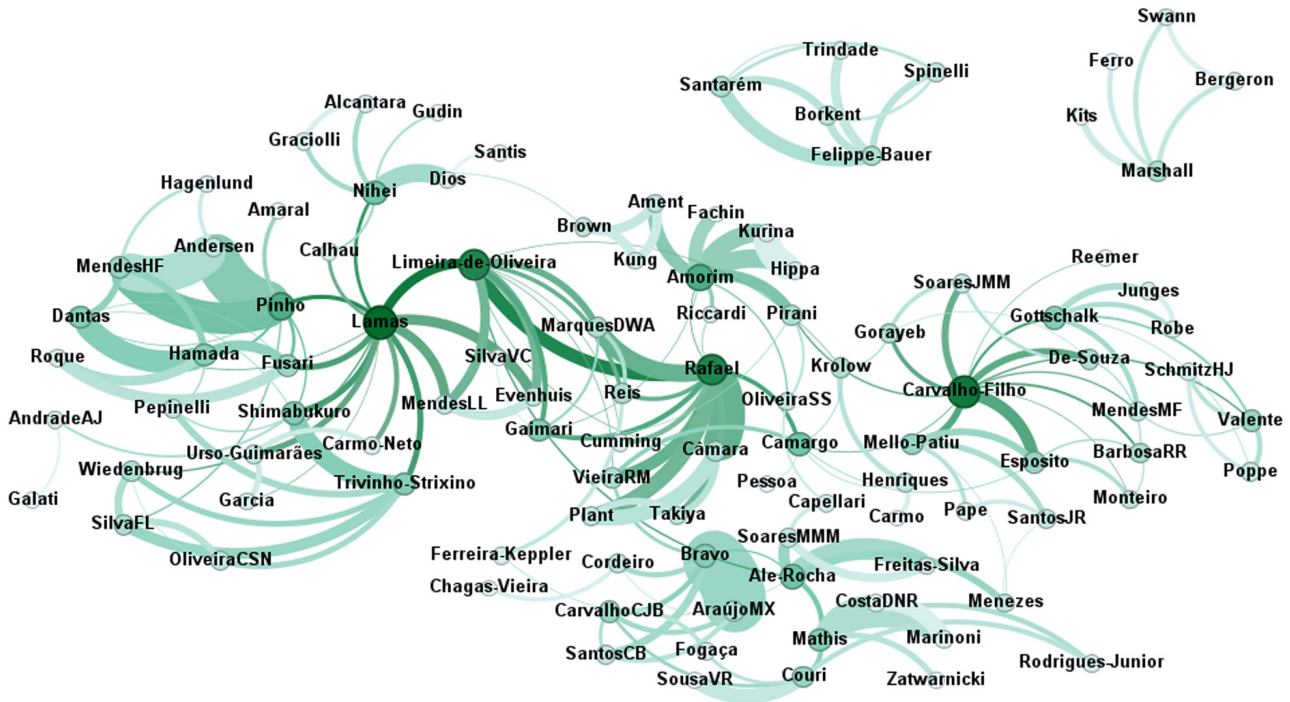 Swann
Trindade
Ferro
Spinelli
Bergeron
Santarém
Alcantara
Gudin
Borkent
Kits
Graciolli
Santis
Felippe-Bauer
Marshall
Dios
Hagenlund
Nihei
Ament
Fachin
Amaral
Brown
Kurina
Andersen
Calhau
Kung
Reemer
MendesHF
Limeira-de-Oliveira
Amorim
Hippa
SoaresJMM
Junges
Pinho
Dantas
Lamas
Riccardi
Pirani
Gottschalk
MarquesDWA
Gorayeb
Robe
Roque
Hamada
Fusari
SilvaVC
Rafael
Krolow
De-Souza
SchmitzHJ
Evenhuis
Reis
Carvalho-Filho
Pepinelli
Shimabukuro
MendesLL
OliveiraSS
MendesMF
AndradeAJ
Carmo-Neto
Gaimari
Cumming
Camargo
Mello-Patiu
Valente
Urso-Guimarães
Câmara
BarbosaRR
Wiedenbrug
Trivinho-Strixino
VieiraRM
Esposito
Poppe
Galati
Garcia
Pessoa
Henriques
Monteiro
SilvaFL
Plant
Takiya
Capellari
Carmo
Pape
SantosJR
OliveiraCSN
Ferreira-Keppler
Cordeiro
Bravo
SoaresMMM
Freitas-Silva
Chagas-Vieira
Ale-Rocha
CarvalhoCJB
AraújoMX
CostaDNR
Menezes
SantosCB
Fogaça
Mathis
Marinoni
SousaVR
Couri
Zatwarnicki
Rodrigues-Junior